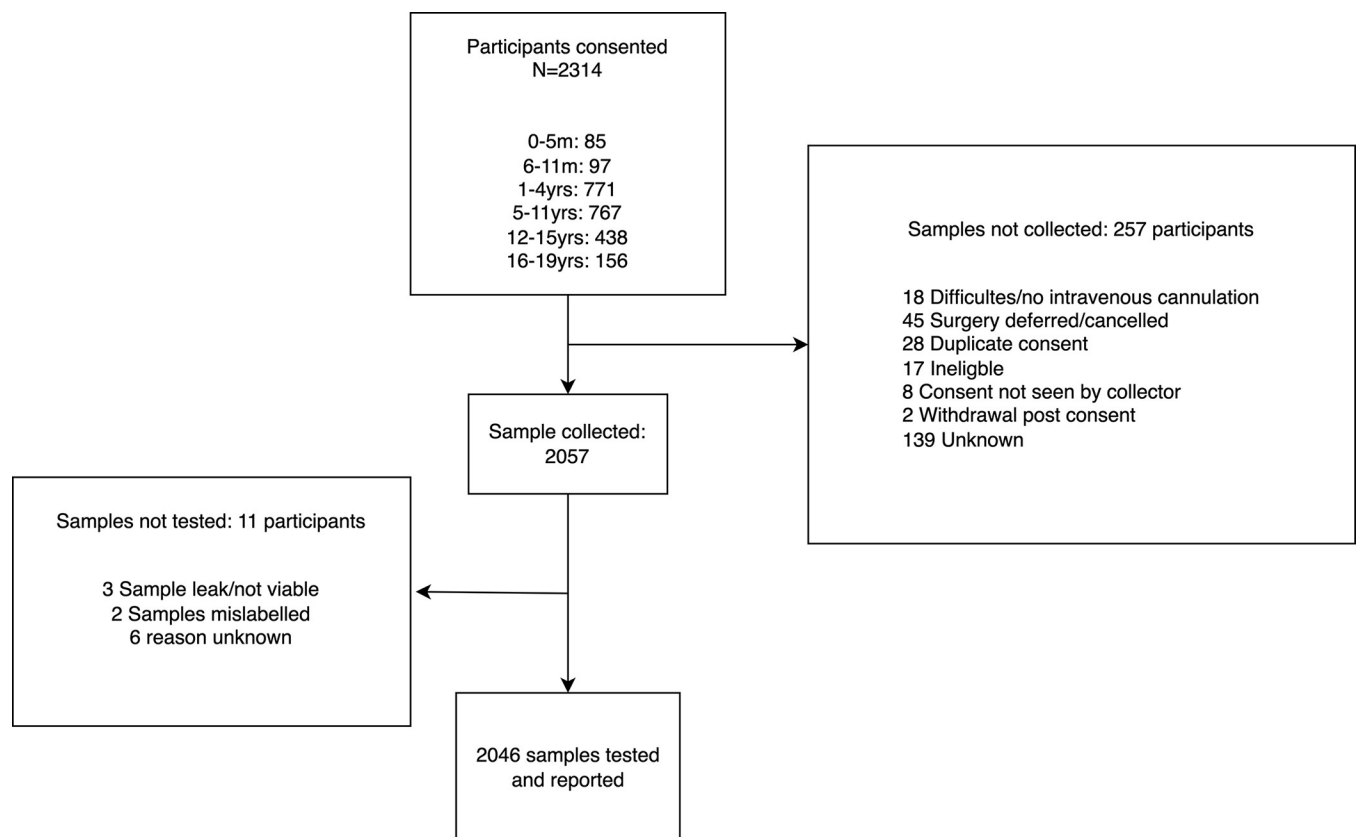 Participants consented
N=2314
0-5m: 85
6-11m: 97
1-4yrs: 771
5-11yrs: 767
12-15yrs: 438
16-19yrs: 156
Samples not collected: 257 participants
18 Difficultes/no intravenous cannulation
45 Surgery deferred/cancelled
28 Duplicate consent
17 Ineligble
8 Consent not seen by collector
2 Withdrawal post consent
139 Unknown
Sample collected:
2057
Samples not tested: 11 participants
3 Sample leak/not viable
2 Samples mislabelled
6 reason unknown
2046 samples tested
and reported